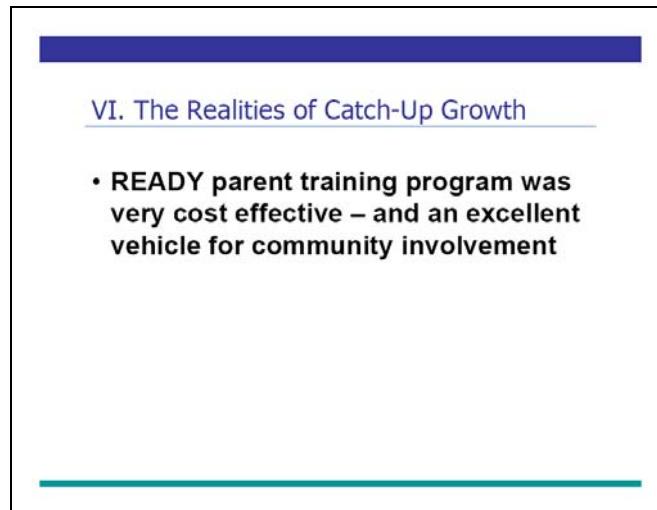 VI. The Realities of Catch-Up Growth
• READY parent training program was
very cost effective – and an excellent
vehicle for community involvement